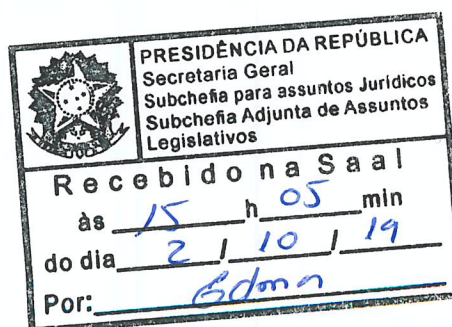 PRESIDÊNCIA DA REPÚBLICA
Secretaria Geral
Subchefia para assuntos Jurídicos
Subchefia Adjunta de Assuntos
Legislativos
Recebido na Saal
às 15 h 05 min
do dia 2 / 10 / 19
Por: